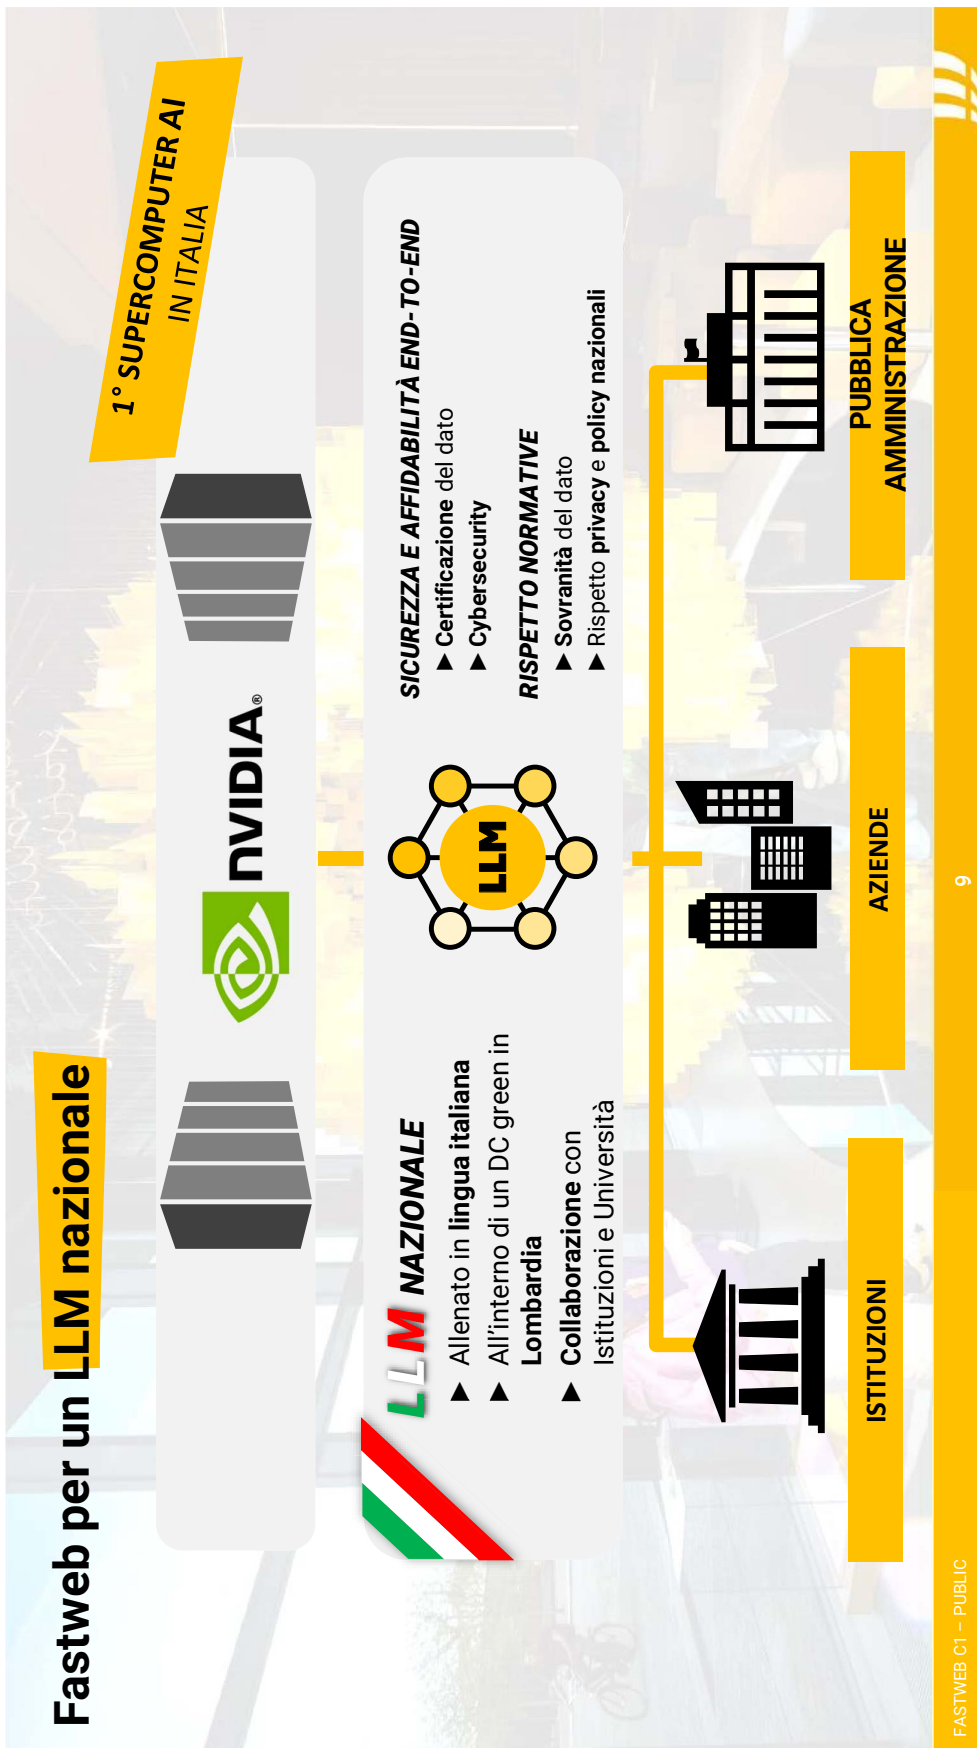 Fastweb per un LLM nazionale
1° SUPERCOMPUTER AI
IN ITALIA
nVIDIA®
LLM NAZIONALE
▶ Allenato in lingua italiana
▶ All'interno di un DC green in
Lombardia
▶ Collaborazione con
Istituzioni e Università
LLM
SICUREZZA E AFFIDABILITÀ END-TO-END
▶ Certificazione del dato
▶ Cybersecurity
RISPETTO NORMATIVE
▶ Sovranità del dato
▶ Rispetto privacy e policy nazionali
ISTITUZIONI
AZIENDE
PUBBLICA
AMMINISTRAZIONE
FASTWEB C1 – PUBLIC
9